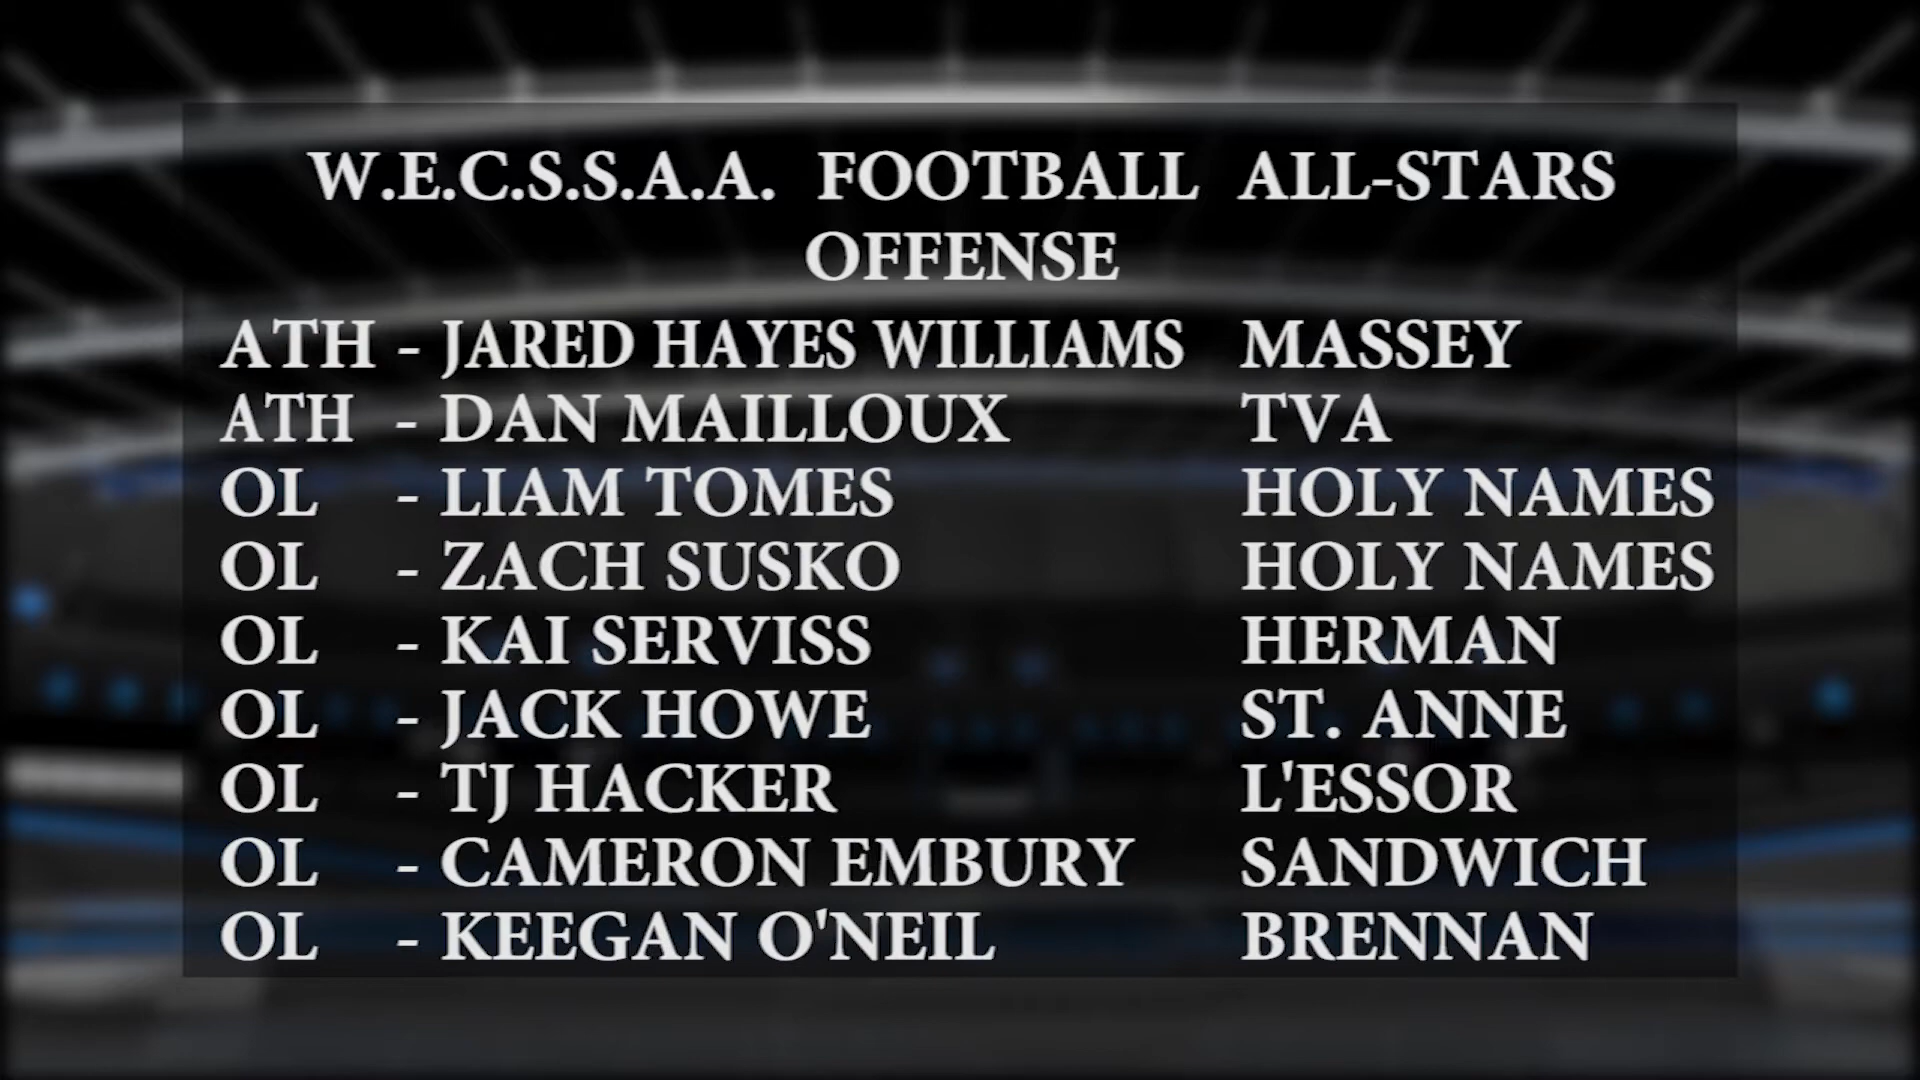 W.E.C.S.S.A.A. FOOTBALL ALL-STARS
OFFENSE
ATH - JARED HAYES WILLIAMS MASSEY
ATH - DAN MAILLOUX TVA
OL - LIAM TOMES HOLY NAMES
OL - ZACH SUSKO HOLY NAMES
OL - KAI SERVISS HERMAN
OL - JACK HOWE ST. ANNE
OL - TJ HACKER L'ESSOR
OL - CAMERON EMBURY SANDWICH
OL - KEEGAN O'NEIL BRENNAN